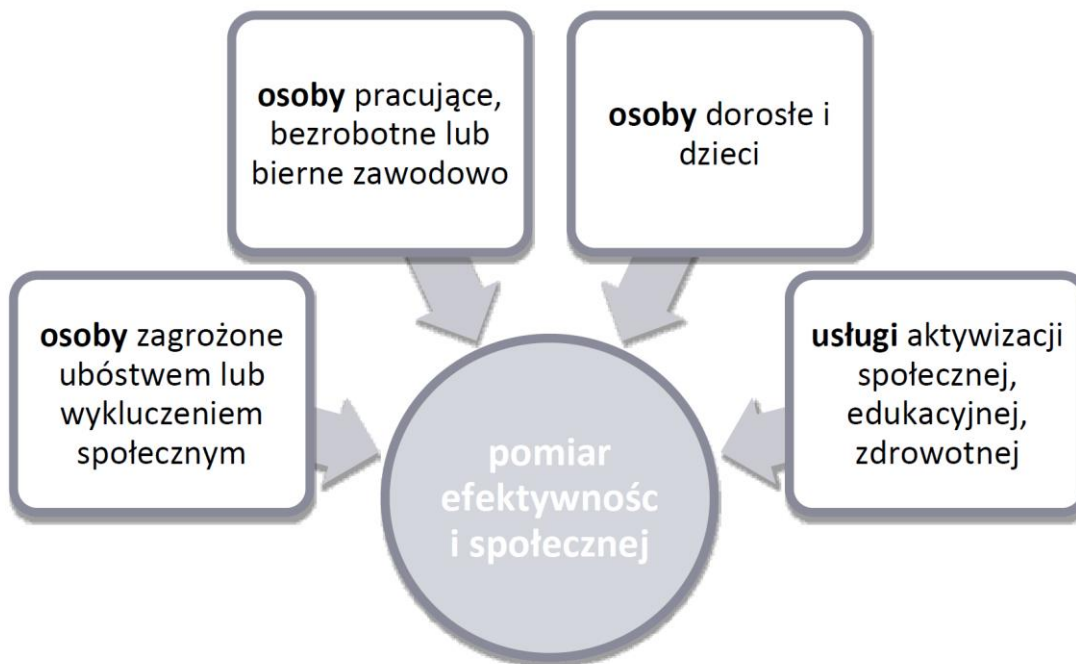 osoby pracujące,
bezrobotne lub
bierne zawodowo
osoby dorosłe i
dzieci
osoby zagrożone
ubóstwem lub
wykluczeniem
społecznym
usługi aktywizacji
społecznej,
edukacyjnej,
zdrowotnej
pomiar
efektywnośc
i społecznej